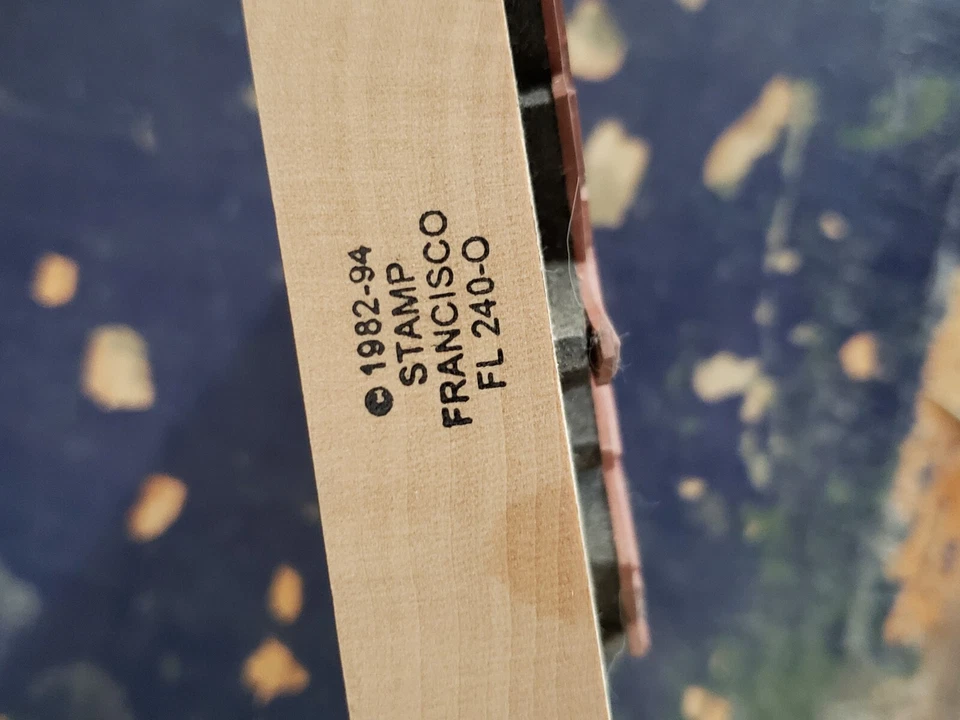 © 1982-94
STAMP
FRANCISCO
FL 240-O